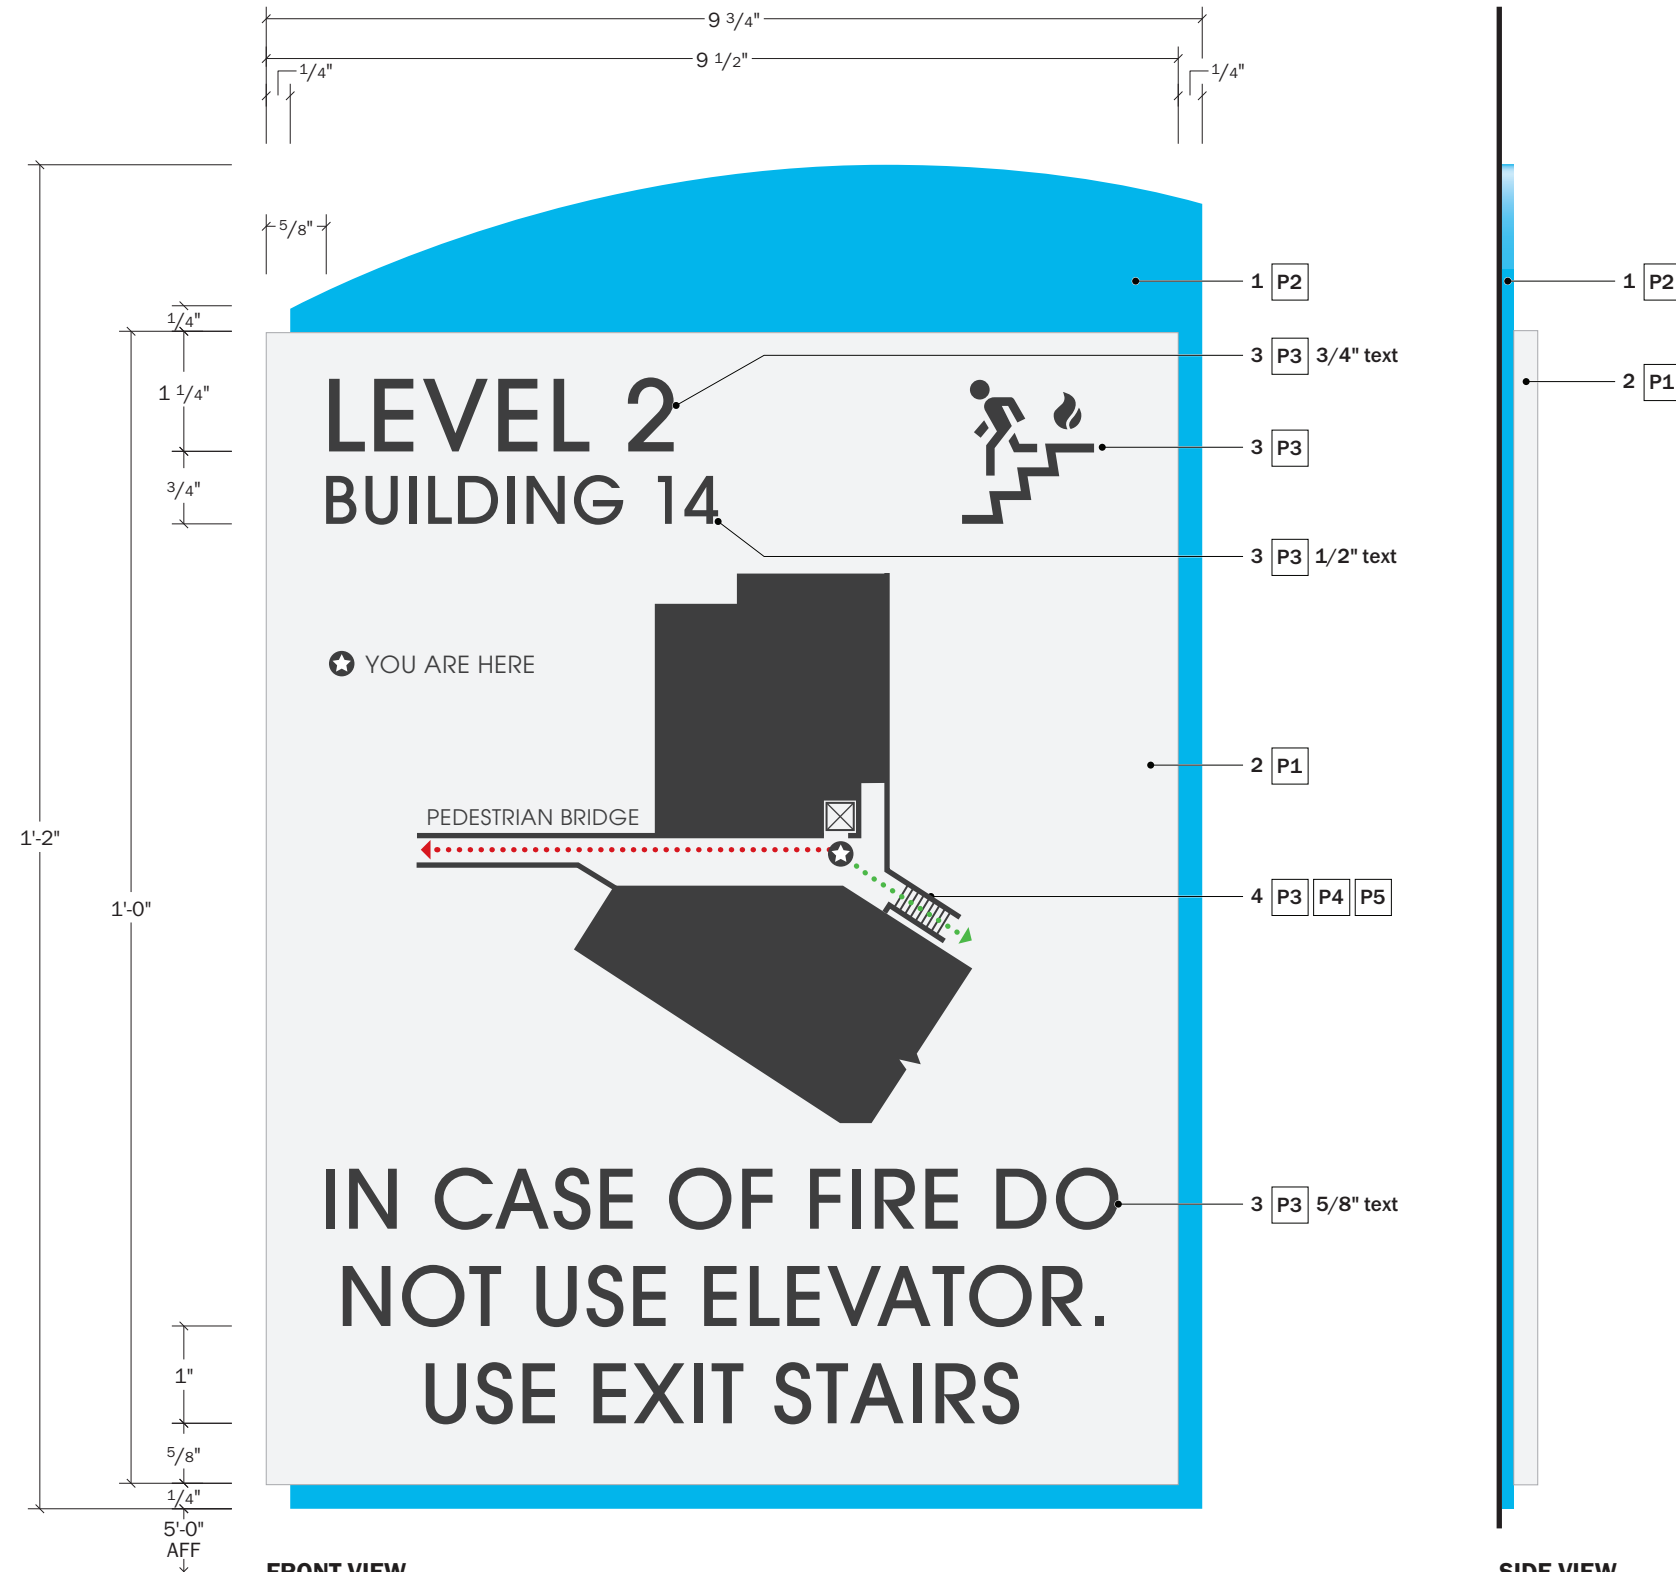 9 3/4"
9 1/2"
1/4"
1/4"
5/8"
1 P2
1 P2
1/4"
3 P3 3/4" text
LEVEL 2
2 P1
1 1/4"
3 P3
3/4"
BUILDING 14
3 P3 1/2" text
YOU ARE HERE
2 P1
PEDESTRIAN BRIDGE
1'-2"
4 P3 P4 P5
1'-0"
IN CASE OF FIRE DO
3 P3 5/8" text
NOT USE ELEVATOR.
1"
USE EXIT STAIRS
5/8"
1/4"
5'-0"
AFF
FRONT VIEW
SIDE VIEW